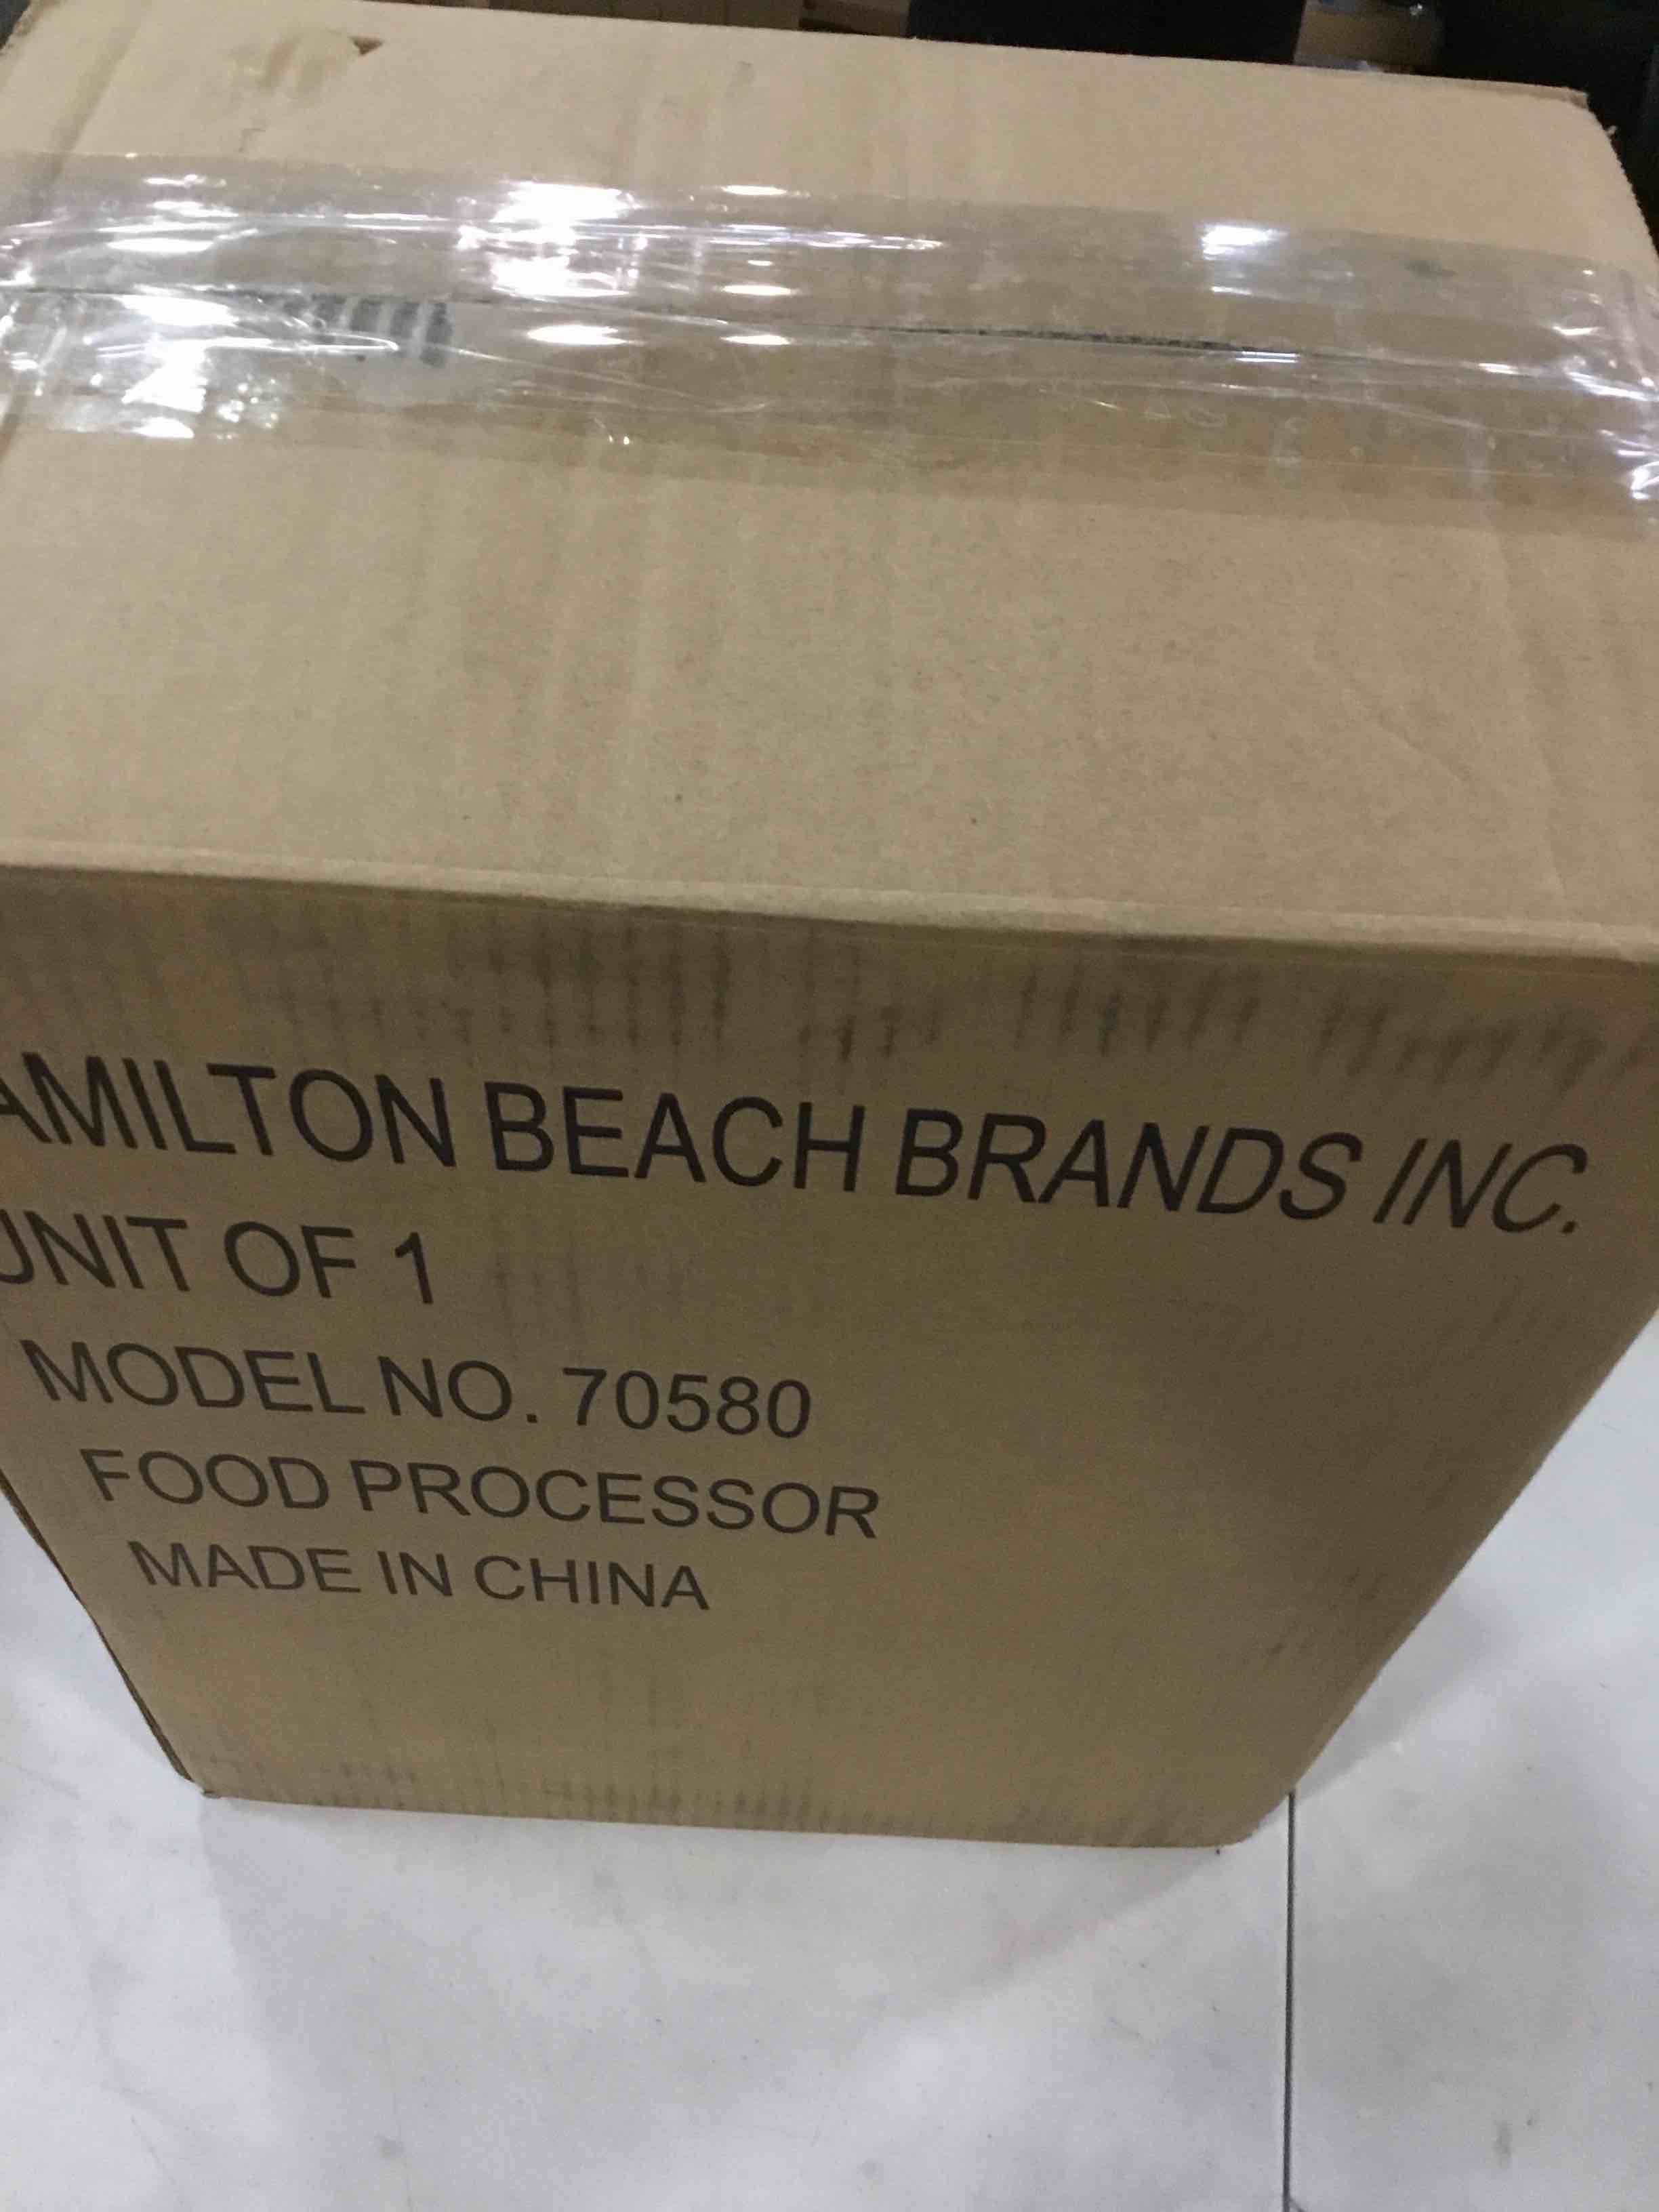 AMILTON BEACH BRANDS INC.
UNIT OF 1
MODEL NO. 70580
FOOD PROCESSOR
MADE IN CHINA